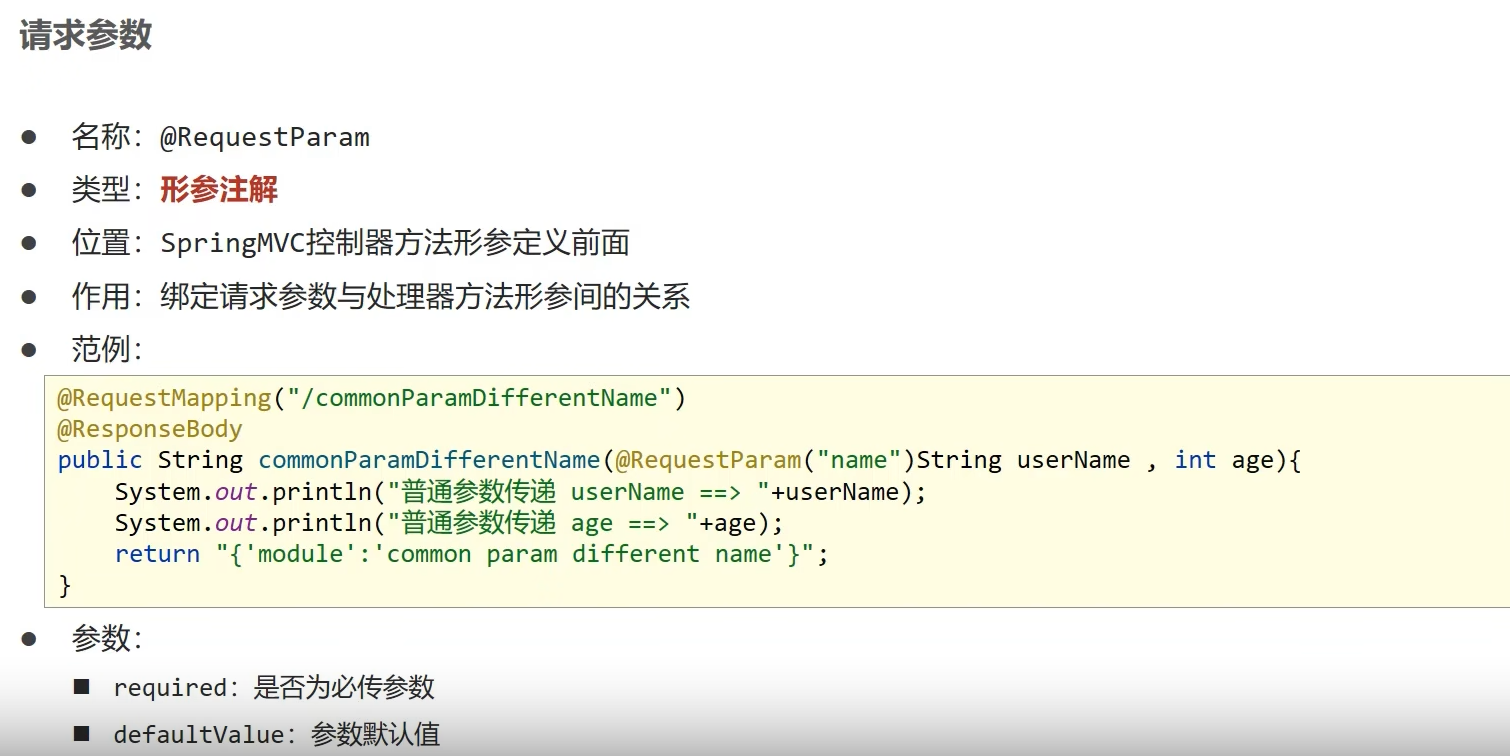 请求参数
● 名称：@RequestParam
● 类型：形参注解
● 位置：SpringMVC控制器方法形参定义前面
● 作用：绑定请求参数与处理器方法形参间的关系
● 范例：
@RequestMapping("/commonParamDifferentName")
@ResponseBody
public String commonParamDifferentName(@RequestParam("name")String userName , int age){
    System.out.println("普通参数传递 userName ==> "+userName);
    System.out.println("普通参数传递 age ==> "+age);
    return "{'module':'common param different name'}";
}
● 参数：
■ required：是否为必传参数
■ defaultValue：参数默认值